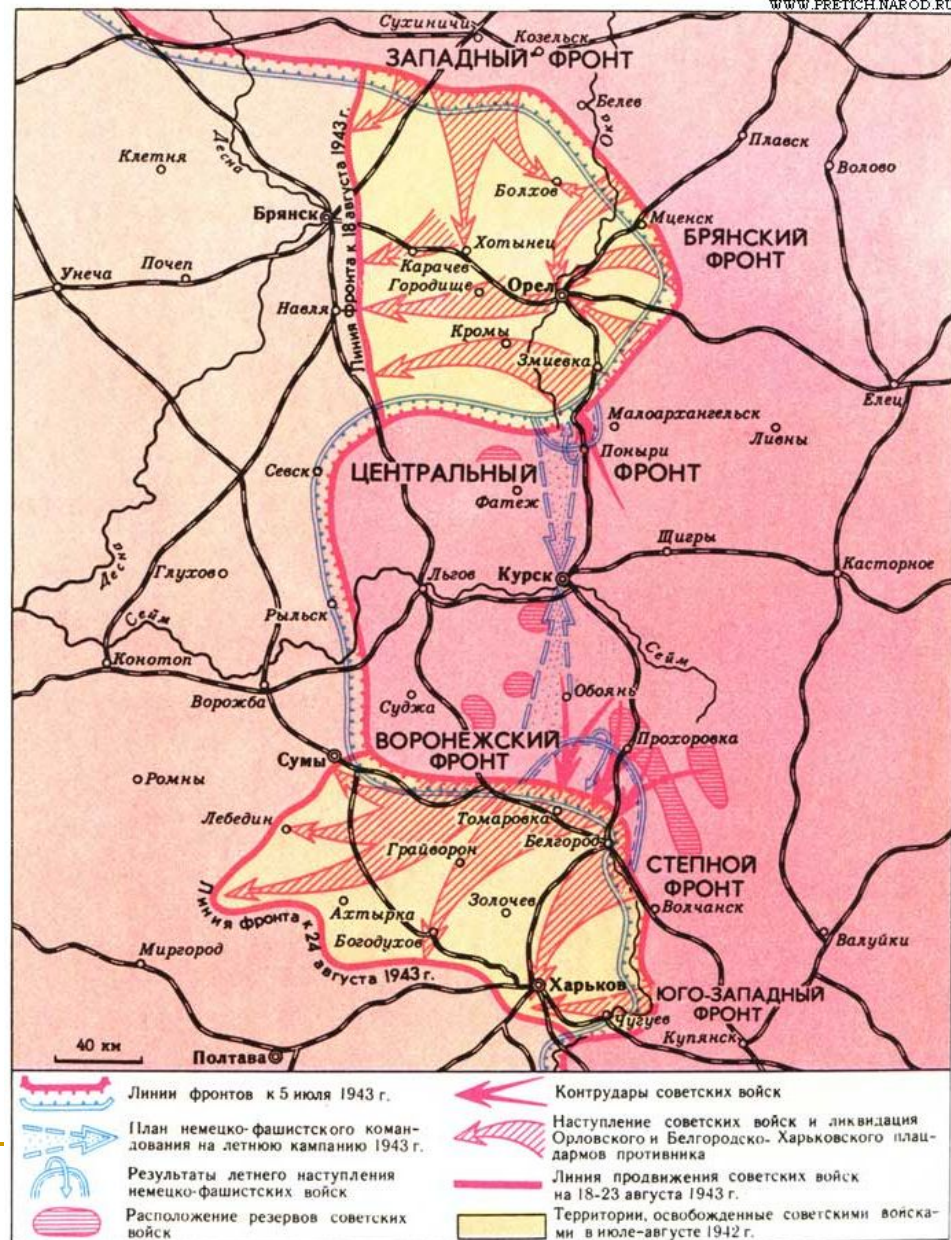 WWW.PRETICH.NAROD.RU
Сухиничи
Козельск
ЗАПАДНЫЙ ФРОНТ
Белев
Ока
Плавск
Клетня
Десна
Волово
Линия фронта к 18 августа 1943 г.
Болхов
Брянск
Мценск
БРЯНСКИЙ
ФРОНТ
Хотынец
Карачев
Унеча
Почеп
Городище
Орел
Навля
Кромы
Змиевка
Елец
Малоархангельск
Ливны
Поныри
Севск
ЦЕНТРАЛЬНЫЙ ФРОНТ
Фатеж
Щигры
Десна
Глухово
Льгов
Курск
Касторное
Рыльск
Сейм
Сейм
Конотоп
Ворожба
Суджа
Обоянь
Прохоровка
ВОРОНЕЖСКИЙ
ФРОНТ
Сумы
Ромны
Лебедин
Томаровка
Белгород
Грайворон
СТЕПНОЙ
ФРОНТ
Золочев
Волчанск
Ахтырка
Линия фронта к 24 августа 1943 г.
Богодухов
Валуйки
Миргород
Харьков
ЮГО-ЗАПАДНЫЙ
ФРОНТ
Чугуев
Купянск
40 км
Полтава
Линии фронтов к 5 июля 1943 г.
План немецко-фашистского коман-
дования на летнюю кампанию 1943 г.
Результаты летнего наступления
немецко-фашистских войск
Расположение резервов советских
войск
Контрудары советских войск
Наступление советских войск и ликвидация
Орловского и Белгородско-Харьковского плац-
дармов противника
Линия продвижения советских войск
на 18-23 августа 1943 г.
Территории, освобожденные советскими войска-
ми в июле-августе 1942 г.